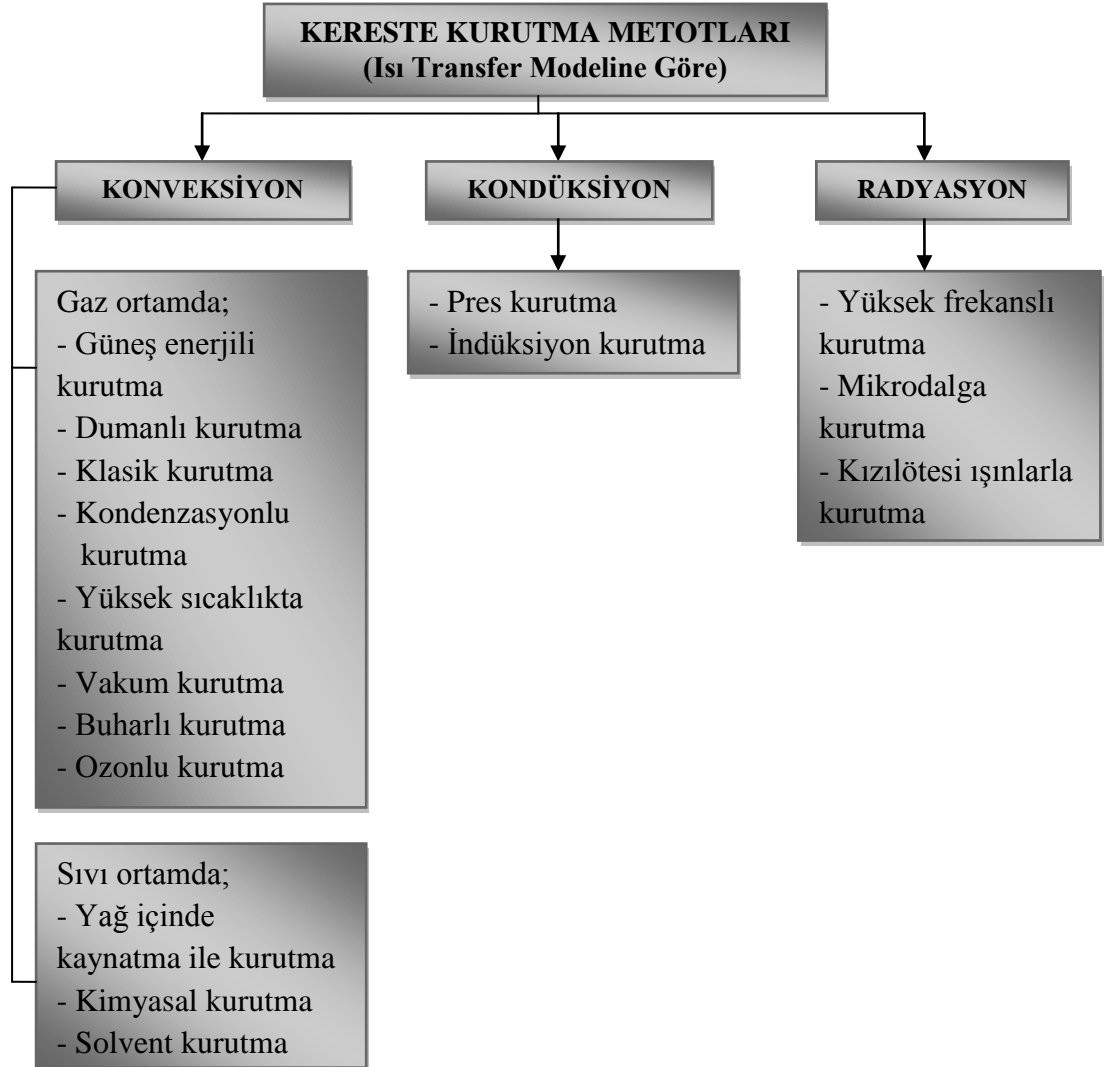 KERESTE KURUTMA METOTLARI
(Isı Transfer Modeline Göre)
KONVEKSİYON
KONDÜKSİYON
RADYASYON
Gaz ortamda;
- Güneş enerjili
kurutma
- Dumanlı kurutma
- Klasik kurutma
- Kondenzasyonlu
kurutma
- Yüksek sıcaklıkta
kurutma
- Vakum kurutma
- Buharlı kurutma
- Ozonlu kurutma
Sıvı ortamda;
- Yağ içinde
kaynatma ile kurutma
- Kimyasal kurutma
- Solvent kurutma
- Pres kurutma
- İndüksiyon kurutma
- Yüksek frekanslı
kurutma
- Mikrodalga
kurutma
- Kızılötesi ışınlarla
kurutma